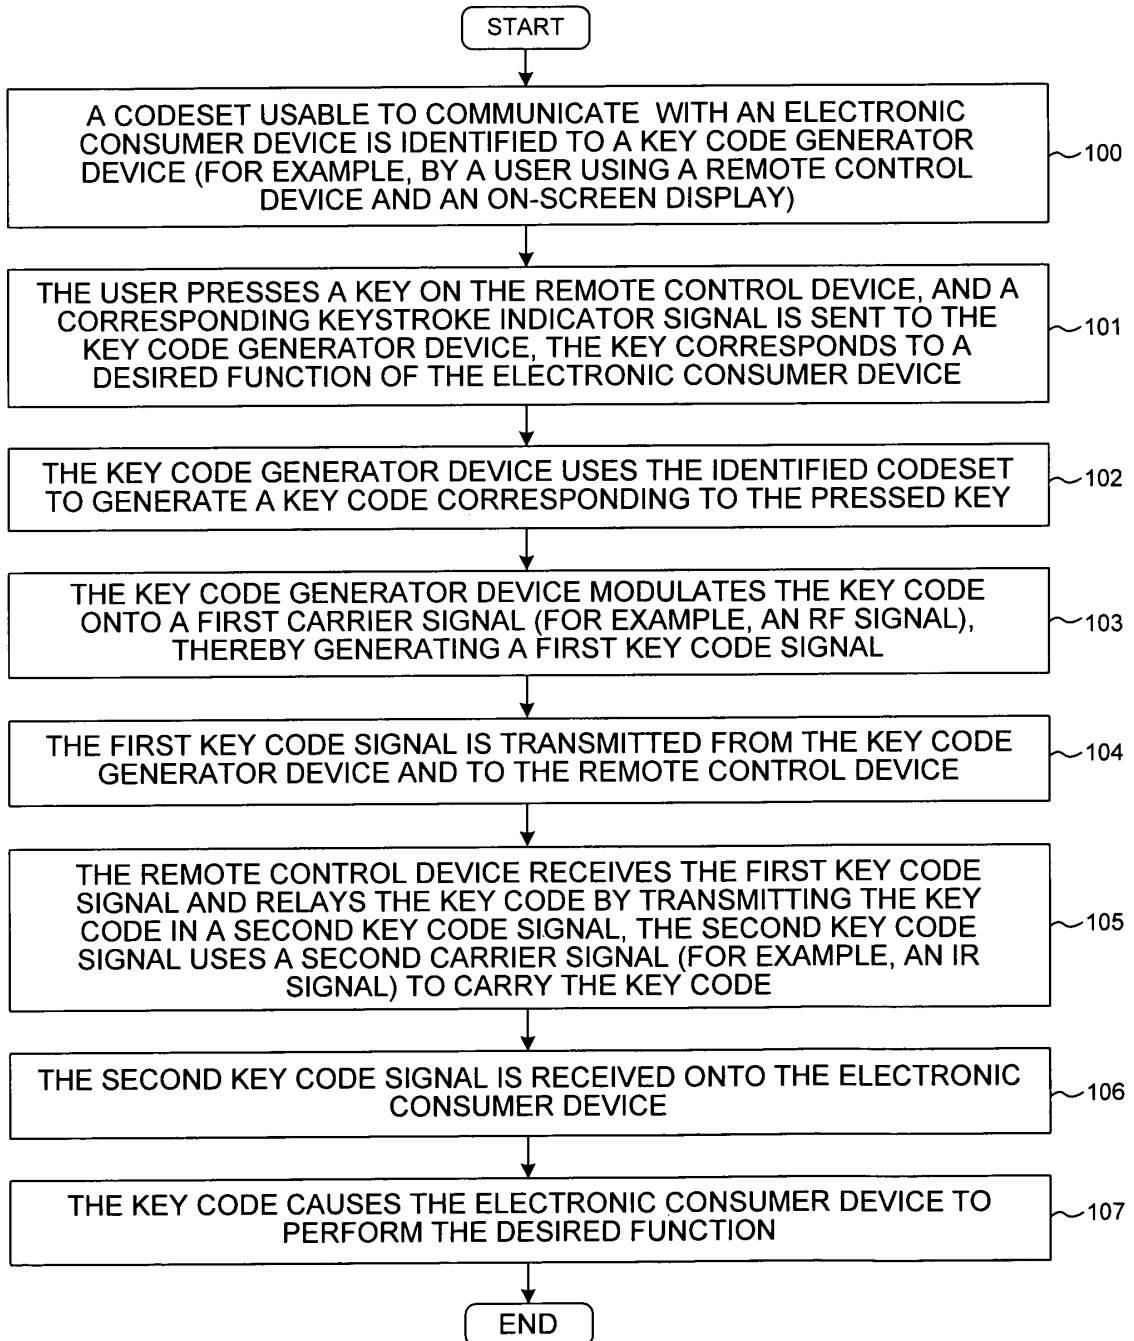 START
A CODESET USABLE TO COMMUNICATE WITH AN ELECTRONIC
CONSUMER DEVICE IS IDENTIFIED TO A KEY CODE GENERATOR
DEVICE (FOR EXAMPLE, BY A USER USING A REMOTE CONTROL
DEVICE AND AN ON-SCREEN DISPLAY)
100
THE USER PRESSES A KEY ON THE REMOTE CONTROL DEVICE, AND A
CORRESPONDING KEYSTROKE INDICATOR SIGNAL IS SENT TO THE
KEY CODE GENERATOR DEVICE, THE KEY CORRESPONDS TO A
DESIRED FUNCTION OF THE ELECTRONIC CONSUMER DEVICE
101
THE KEY CODE GENERATOR DEVICE USES THE IDENTIFIED CODESET
TO GENERATE A KEY CODE CORRESPONDING TO THE PRESSED KEY
102
THE KEY CODE GENERATOR DEVICE MODULATES THE KEY CODE
ONTO A FIRST CARRIER SIGNAL (FOR EXAMPLE, AN RF SIGNAL),
THEREBY GENERATING A FIRST KEY CODE SIGNAL
103
THE FIRST KEY CODE SIGNAL IS TRANSMITTED FROM THE KEY CODE
GENERATOR DEVICE AND TO THE REMOTE CONTROL DEVICE
104
THE REMOTE CONTROL DEVICE RECEIVES THE FIRST KEY CODE
SIGNAL AND RELAYS THE KEY CODE BY TRANSMITTING THE KEY
CODE IN A SECOND KEY CODE SIGNAL, THE SECOND KEY CODE
SIGNAL USES A SECOND CARRIER SIGNAL (FOR EXAMPLE, AN IR
SIGNAL) TO CARRY THE KEY CODE
105
THE SECOND KEY CODE SIGNAL IS RECEIVED ONTO THE ELECTRONIC
CONSUMER DEVICE
106
THE KEY CODE CAUSES THE ELECTRONIC CONSUMER DEVICE TO
PERFORM THE DESIRED FUNCTION
107
END